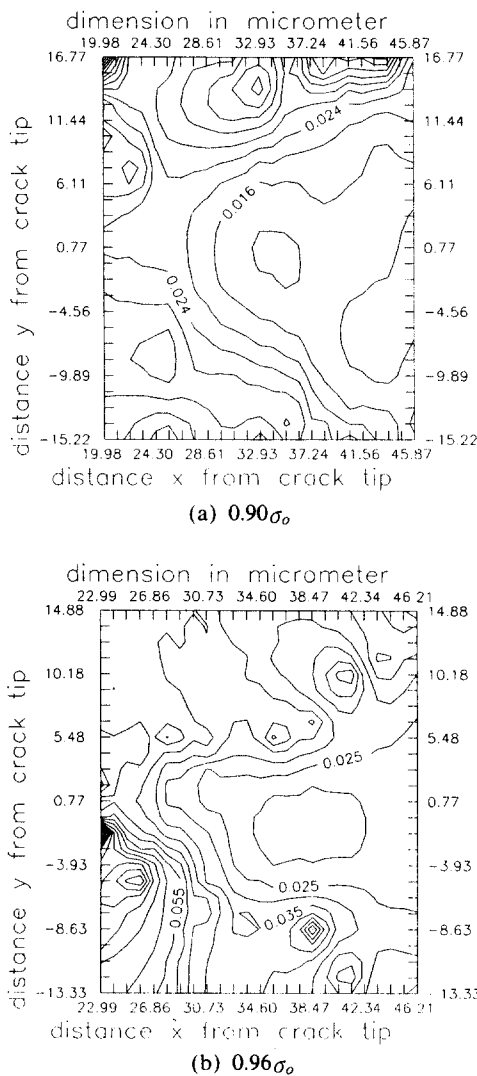 dimension in micrometer
19.98 24.30 28.61 32.93 37.24 41.56 45.87
16.77 16.77
11.44 11.44
6.11 6.11
0.77 0.77
-4.56 -4.56
-9.89 -9.89
-15.22 -15.22
19.98 24.30 28.61 32.93 37.24 41.56 45.87
distance y from crack tip
distance y from crack tip
0.024
0.016
0.024
distance x from crack tip
(a) 0.90σo
dimension in micrometer
22.99 26.86 30.73 34.60 38.47 42.34 46.21
14.88 14.88
10.18 10.18
5.48 5.48
0.77 0.77
-3.93 -3.93
-8.63 -8.63
-13.33 -13.33
22.99 26.86 30.73 34.60 38.47 42.34 46.21
distance y from crack tip
distance y from crack tip
0.025
0.025
0.055
0.035
distance x from crack tip
(b) 0.96σo